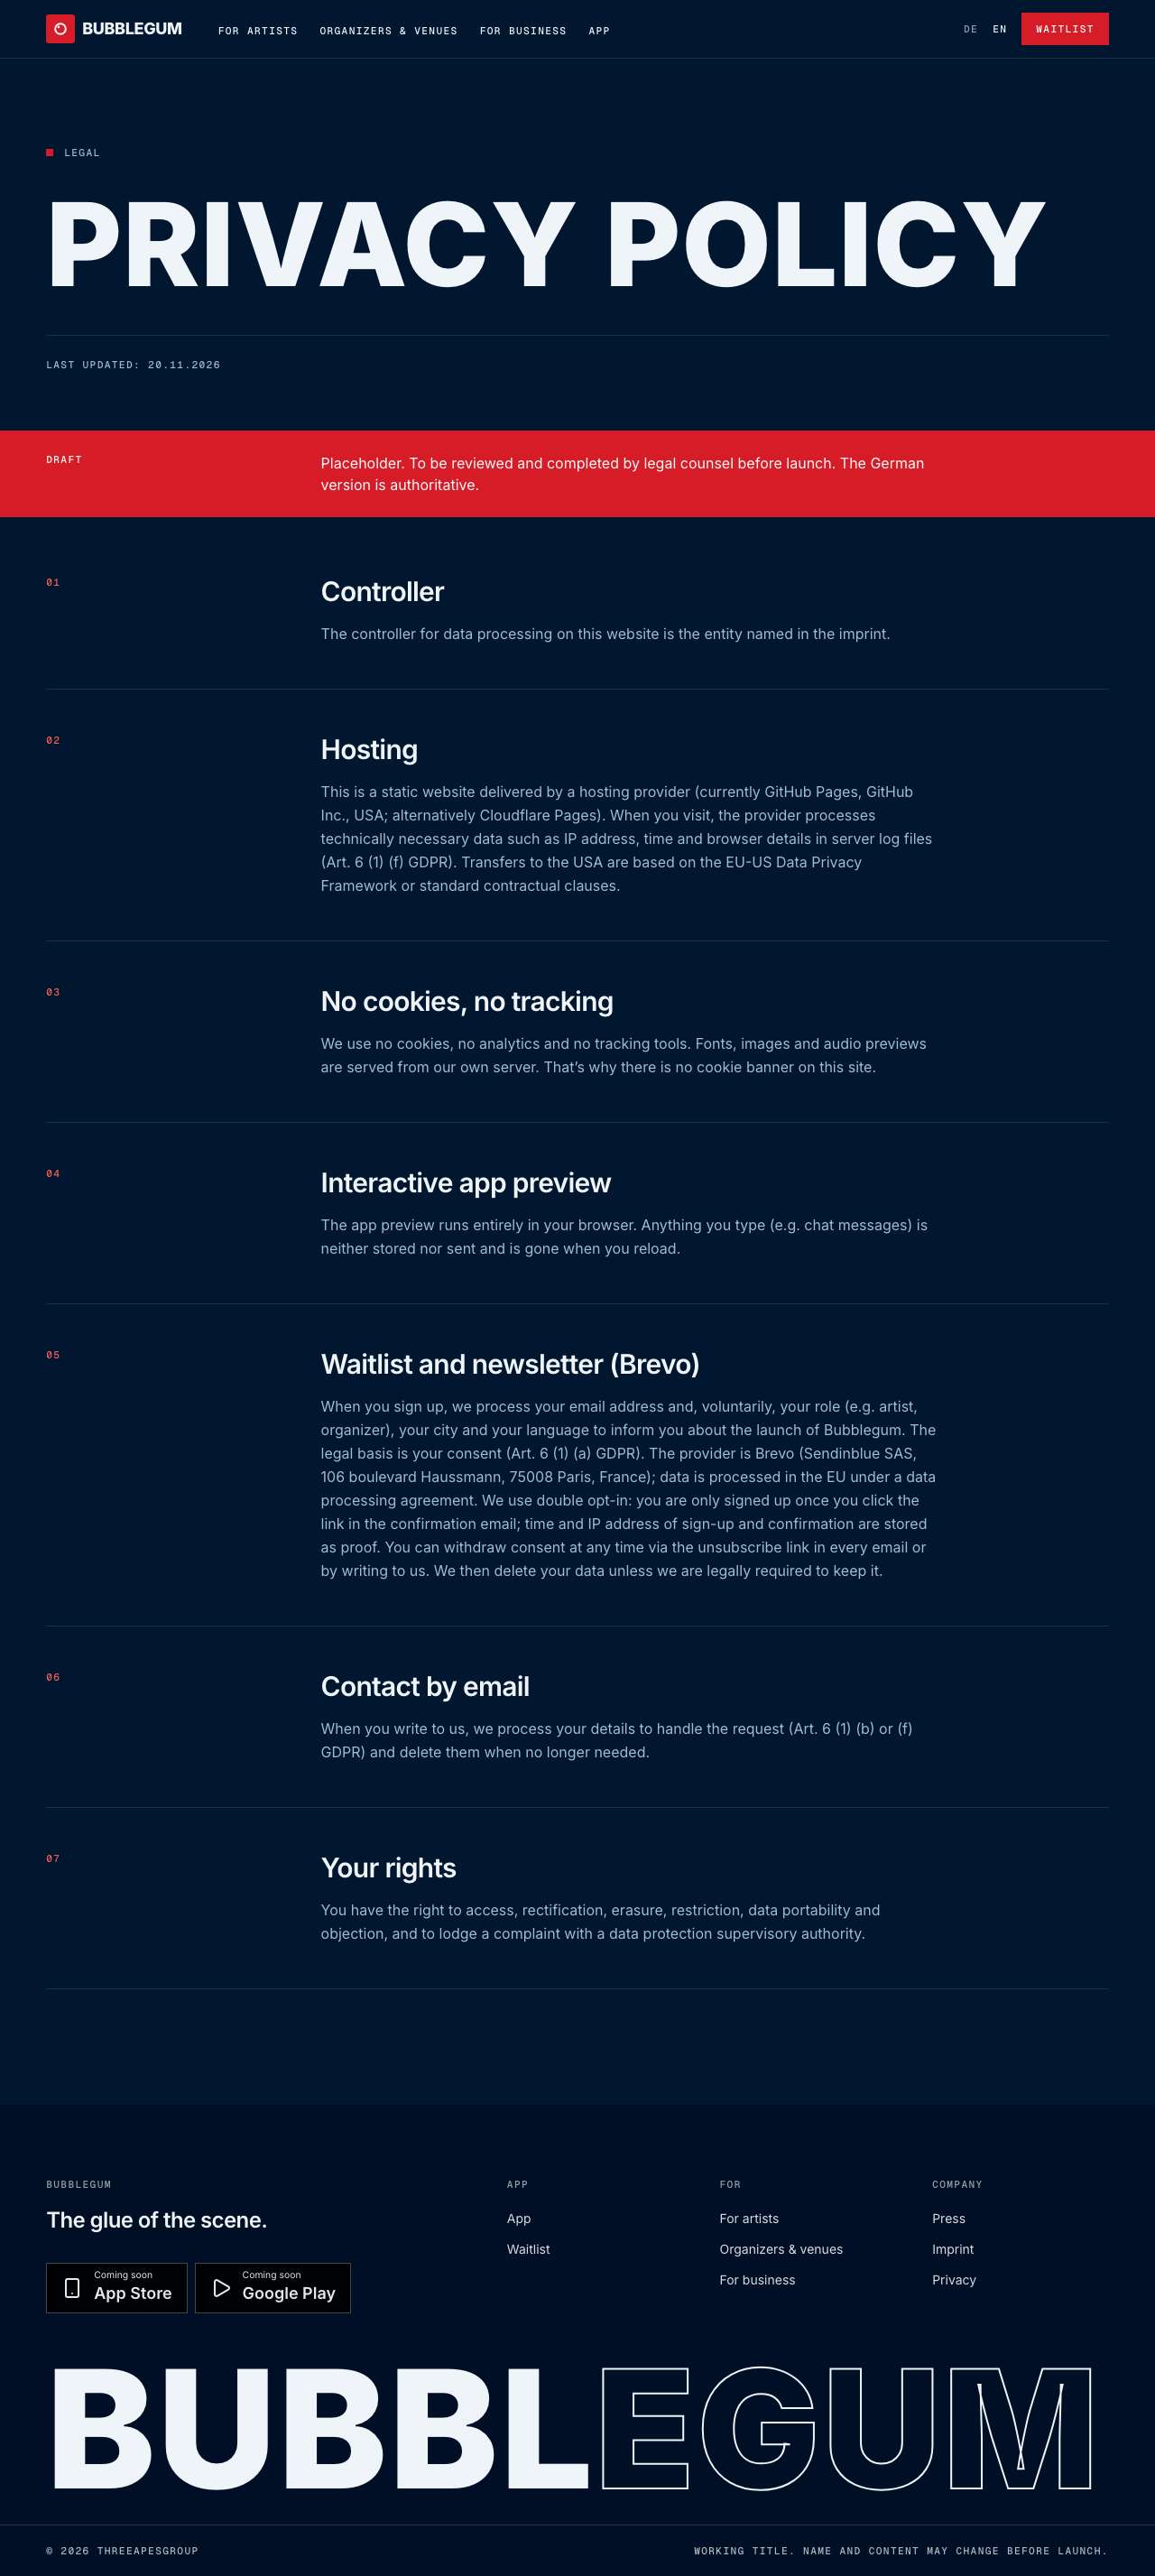 BUBBLEGUM
FOR ARTISTS
ORGANIZERS & VENUES
FOR BUSINESS
APP
DE
EN
WAITLIST
LEGAL
PRIVACY POLICY
LAST UPDATED: 20.11.2026
DRAFT
Placeholder. To be reviewed and completed by legal counsel before launch. The German
version is authoritative.
01
Controller
The controller for data processing on this website is the entity named in the imprint.
02
Hosting
This is a static website delivered by a hosting provider (currently GitHub Pages, GitHub
Inc., USA; alternatively Cloudflare Pages). When you visit, the provider processes
technically necessary data such as IP address, time and browser details in server log files
(Art. 6 (1) (f) GDPR). Transfers to the USA are based on the EU-US Data Privacy
Framework or standard contractual clauses.
03
No cookies, no tracking
We use no cookies, no analytics and no tracking tools. Fonts, images and audio previews
are served from our own server. That’s why there is no cookie banner on this site.
04
Interactive app preview
The app preview runs entirely in your browser. Anything you type (e.g. chat messages) is
neither stored nor sent and is gone when you reload.
05
Waitlist and newsletter (Brevo)
When you sign up, we process your email address and, voluntarily, your role (e.g. artist,
organizer), your city and your language to inform you about the launch of Bubblegum. The
legal basis is your consent (Art. 6 (1) (a) GDPR). The provider is Brevo (Sendinblue SAS,
106 boulevard Haussmann, 75008 Paris, France); data is processed in the EU under a data
processing agreement. We use double opt-in: you are only signed up once you click the
link in the confirmation email; time and IP address of sign-up and confirmation are stored
as proof. You can withdraw consent at any time via the unsubscribe link in every email or
by writing to us. We then delete your data unless we are legally required to keep it.
06
Contact by email
When you write to us, we process your details to handle the request (Art. 6 (1) (b) or (f)
GDPR) and delete them when no longer needed.
07
Your rights
You have the right to access, rectification, erasure, restriction, data portability and
objection, and to lodge a complaint with a data protection supervisory authority.
BUBBLEGUM
The glue of the scene.
Coming soon
App Store
Coming soon
Google Play
APP
App
Waitlist
FOR
For artists
Organizers & venues
For business
COMPANY
Press
Imprint
Privacy
BUBBLEGUM
© 2026 THREEAPESGROUP
WORKING TITLE. NAME AND CONTENT MAY CHANGE BEFORE LAUNCH.